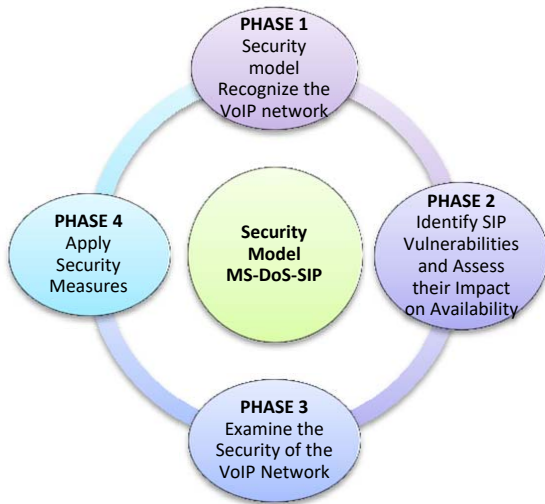 PHASE 1
Security
model
Recognize the
VoIP network
PHASE 2
Identify SIP
Vulnerabilities
and Assess
their Impact
on Availability
PHASE 3
Examine the
Security of the
VoIP Network
PHASE 4
Apply
Security
Measures
Security
Model
MS-DoS-SIP